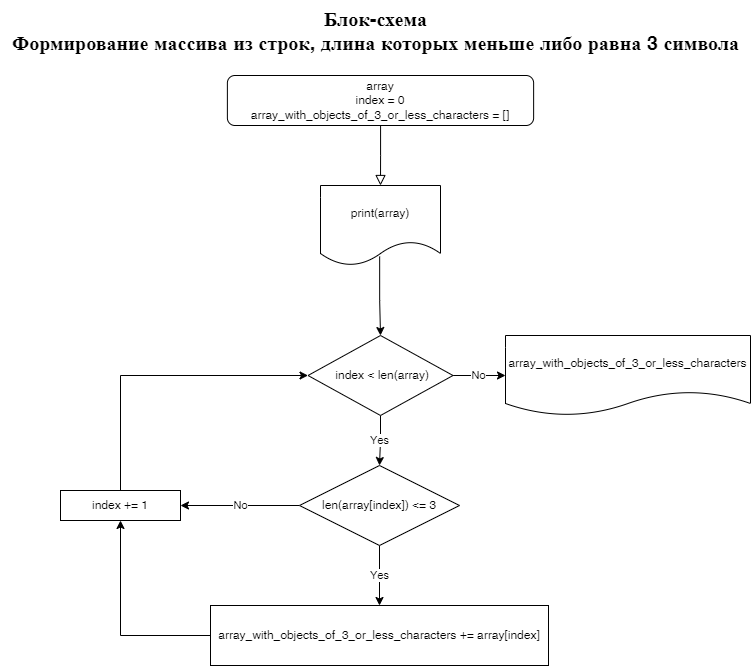 Блок-схема
Формирование массива из строк, длина которых меньше либо равна 3 символа
array
index = 0
array_with_objects_of_3_or_less_characters = []
print(array)
index < len(array)
No
array_with_objects_of_3_or_less_characters
Yes
index += 1
No
len(array[index]) <= 3
Yes
array_with_objects_of_3_or_less_characters += array[index]